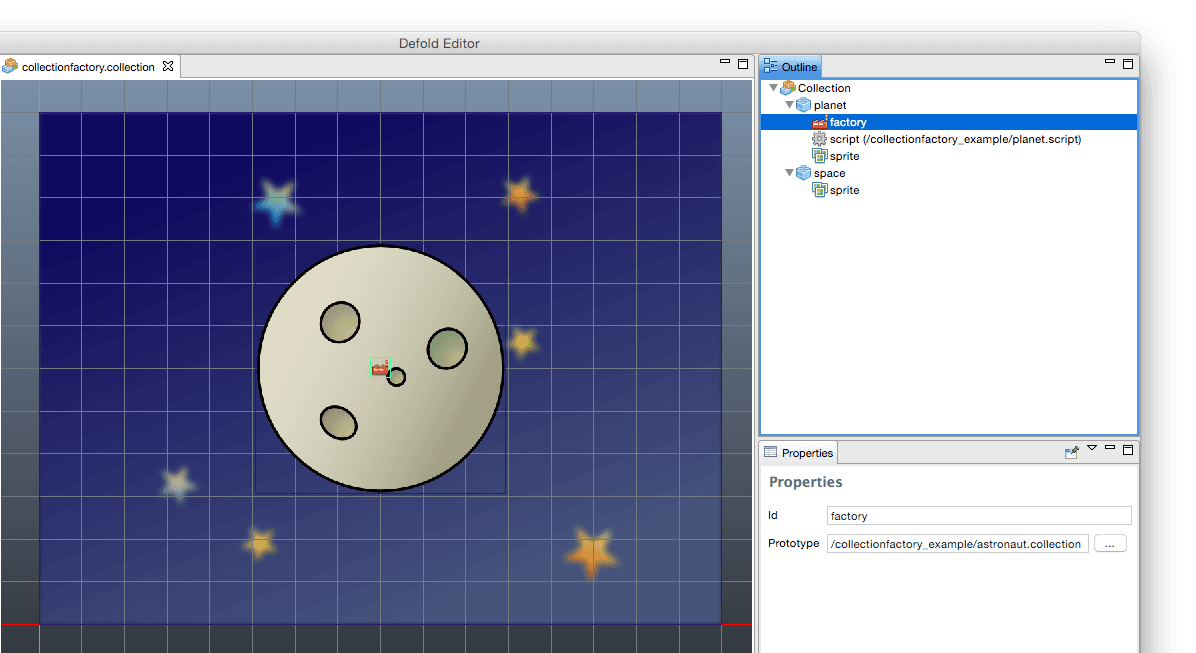 Defold Editor
collectionfactory.collection
Outline
Collection
planet
factory
script (/collectionfactory_example/planet.script)
sprite
space
sprite
Properties
Properties
Id
factory
Prototype
/collectionfactory_example/astronaut.collection
...